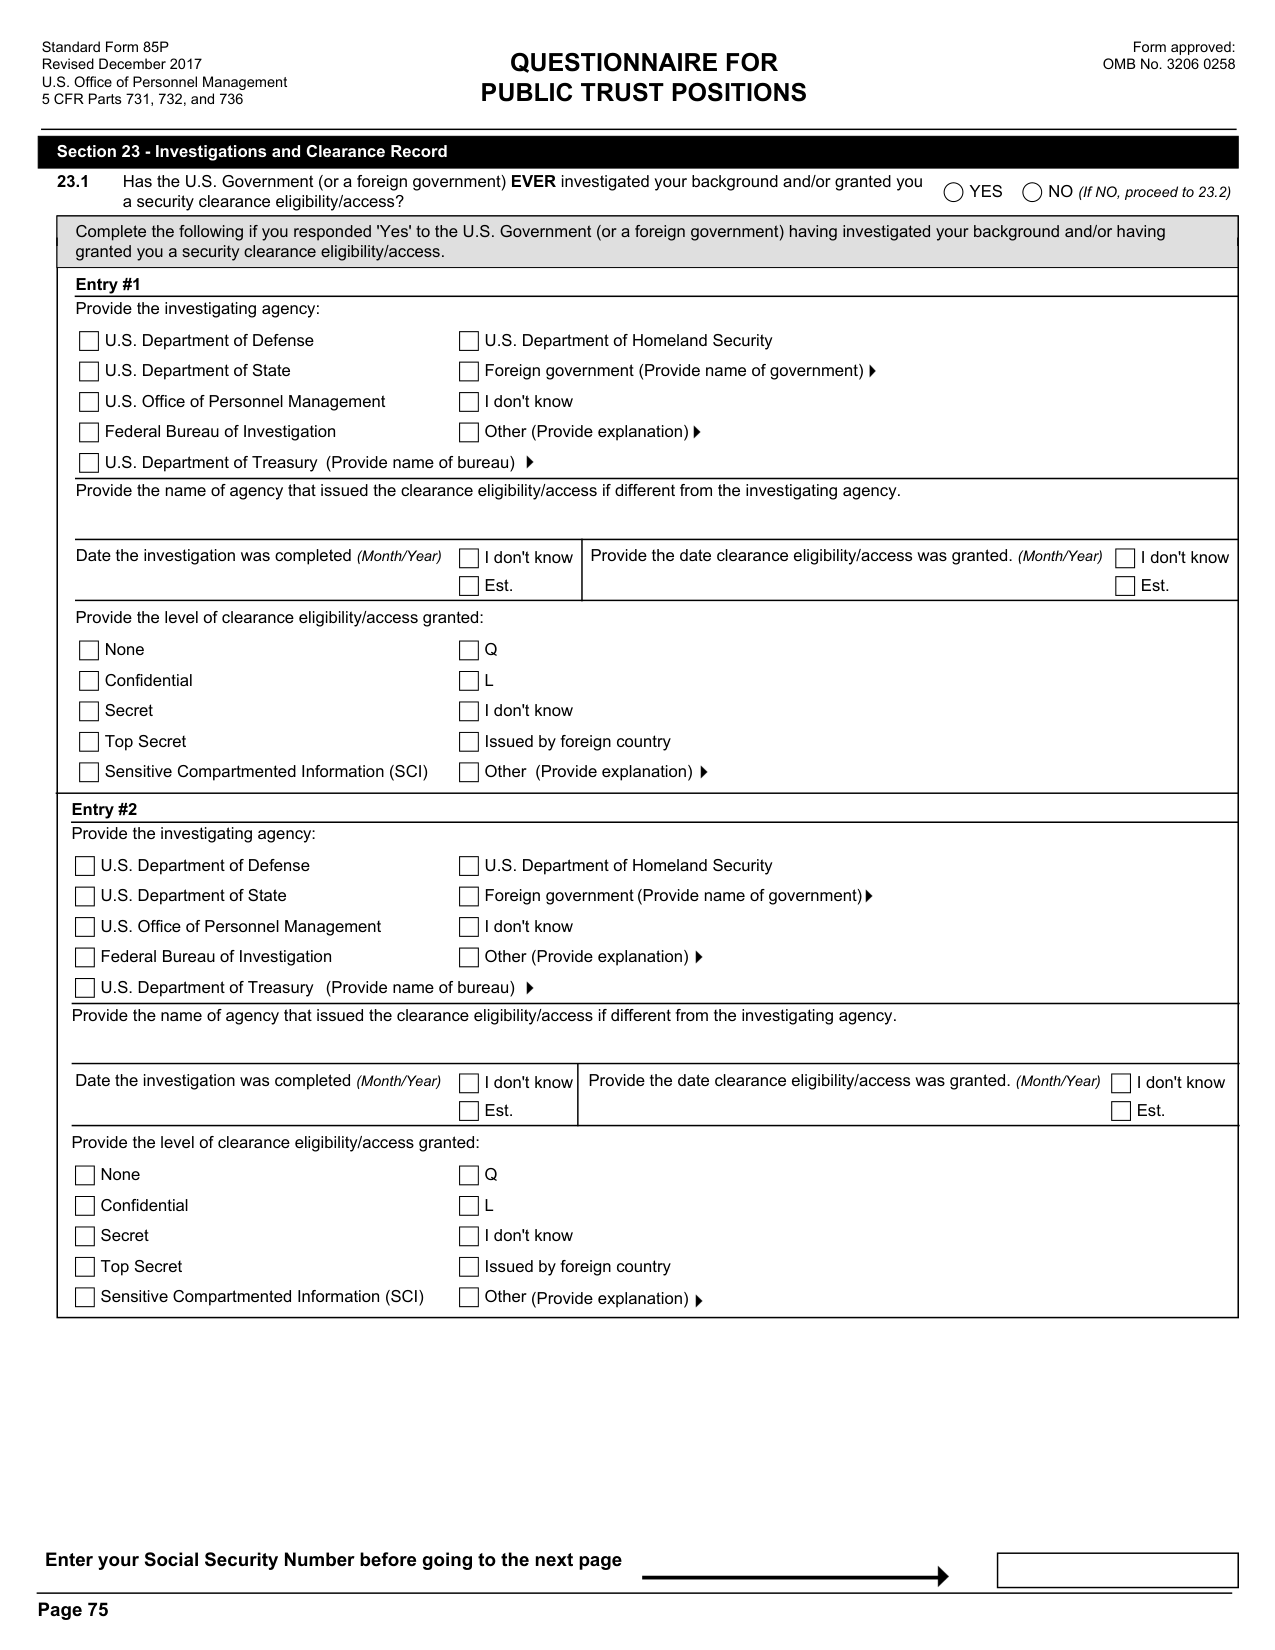 Standard Form 85P
Revised December 2017
U.S. Office of Personnel Management
5 CFR Parts 731, 732, and 736
QUESTIONNAIRE FOR
PUBLIC TRUST POSITIONS
Form approved:
OMB No. 3206 0258
Section 23 - Investigations and Clearance Record
23.1 Has the U.S. Government (or a foreign government) EVER investigated your background and/or granted you
a security clearance eligibility/access?
YES NO (If NO, proceed to 23.2)
Complete the following if you responded 'Yes' to the U.S. Government (or a foreign government) having investigated your background and/or having
granted you a security clearance eligibility/access.
Entry #1
Provide the investigating agency:
U.S. Department of Defense U.S. Department of Homeland Security
U.S. Department of State Foreign government (Provide name of government)
U.S. Office of Personnel Management I don't know
Federal Bureau of Investigation Other (Provide explanation)
U.S. Department of Treasury (Provide name of bureau)
Provide the name of agency that issued the clearance eligibility/access if different from the investigating agency.
Date the investigation was completed (Month/Year) I don't know Provide the date clearance eligibility/access was granted. (Month/Year) I don't know
Est. Est.
Provide the level of clearance eligibility/access granted:
None Q
Confidential L
Secret I don't know
Top Secret Issued by foreign country
Sensitive Compartmented Information (SCI) Other (Provide explanation)
Entry #2
Provide the investigating agency:
U.S. Department of Defense U.S. Department of Homeland Security
U.S. Department of State Foreign government (Provide name of government)
U.S. Office of Personnel Management I don't know
Federal Bureau of Investigation Other (Provide explanation)
U.S. Department of Treasury (Provide name of bureau)
Provide the name of agency that issued the clearance eligibility/access if different from the investigating agency.
Date the investigation was completed (Month/Year) I don't know Provide the date clearance eligibility/access was granted. (Month/Year) I don't know
Est. Est.
Provide the level of clearance eligibility/access granted:
None Q
Confidential L
Secret I don't know
Top Secret Issued by foreign country
Sensitive Compartmented Information (SCI) Other (Provide explanation)
Enter your Social Security Number before going to the next page
Page 75